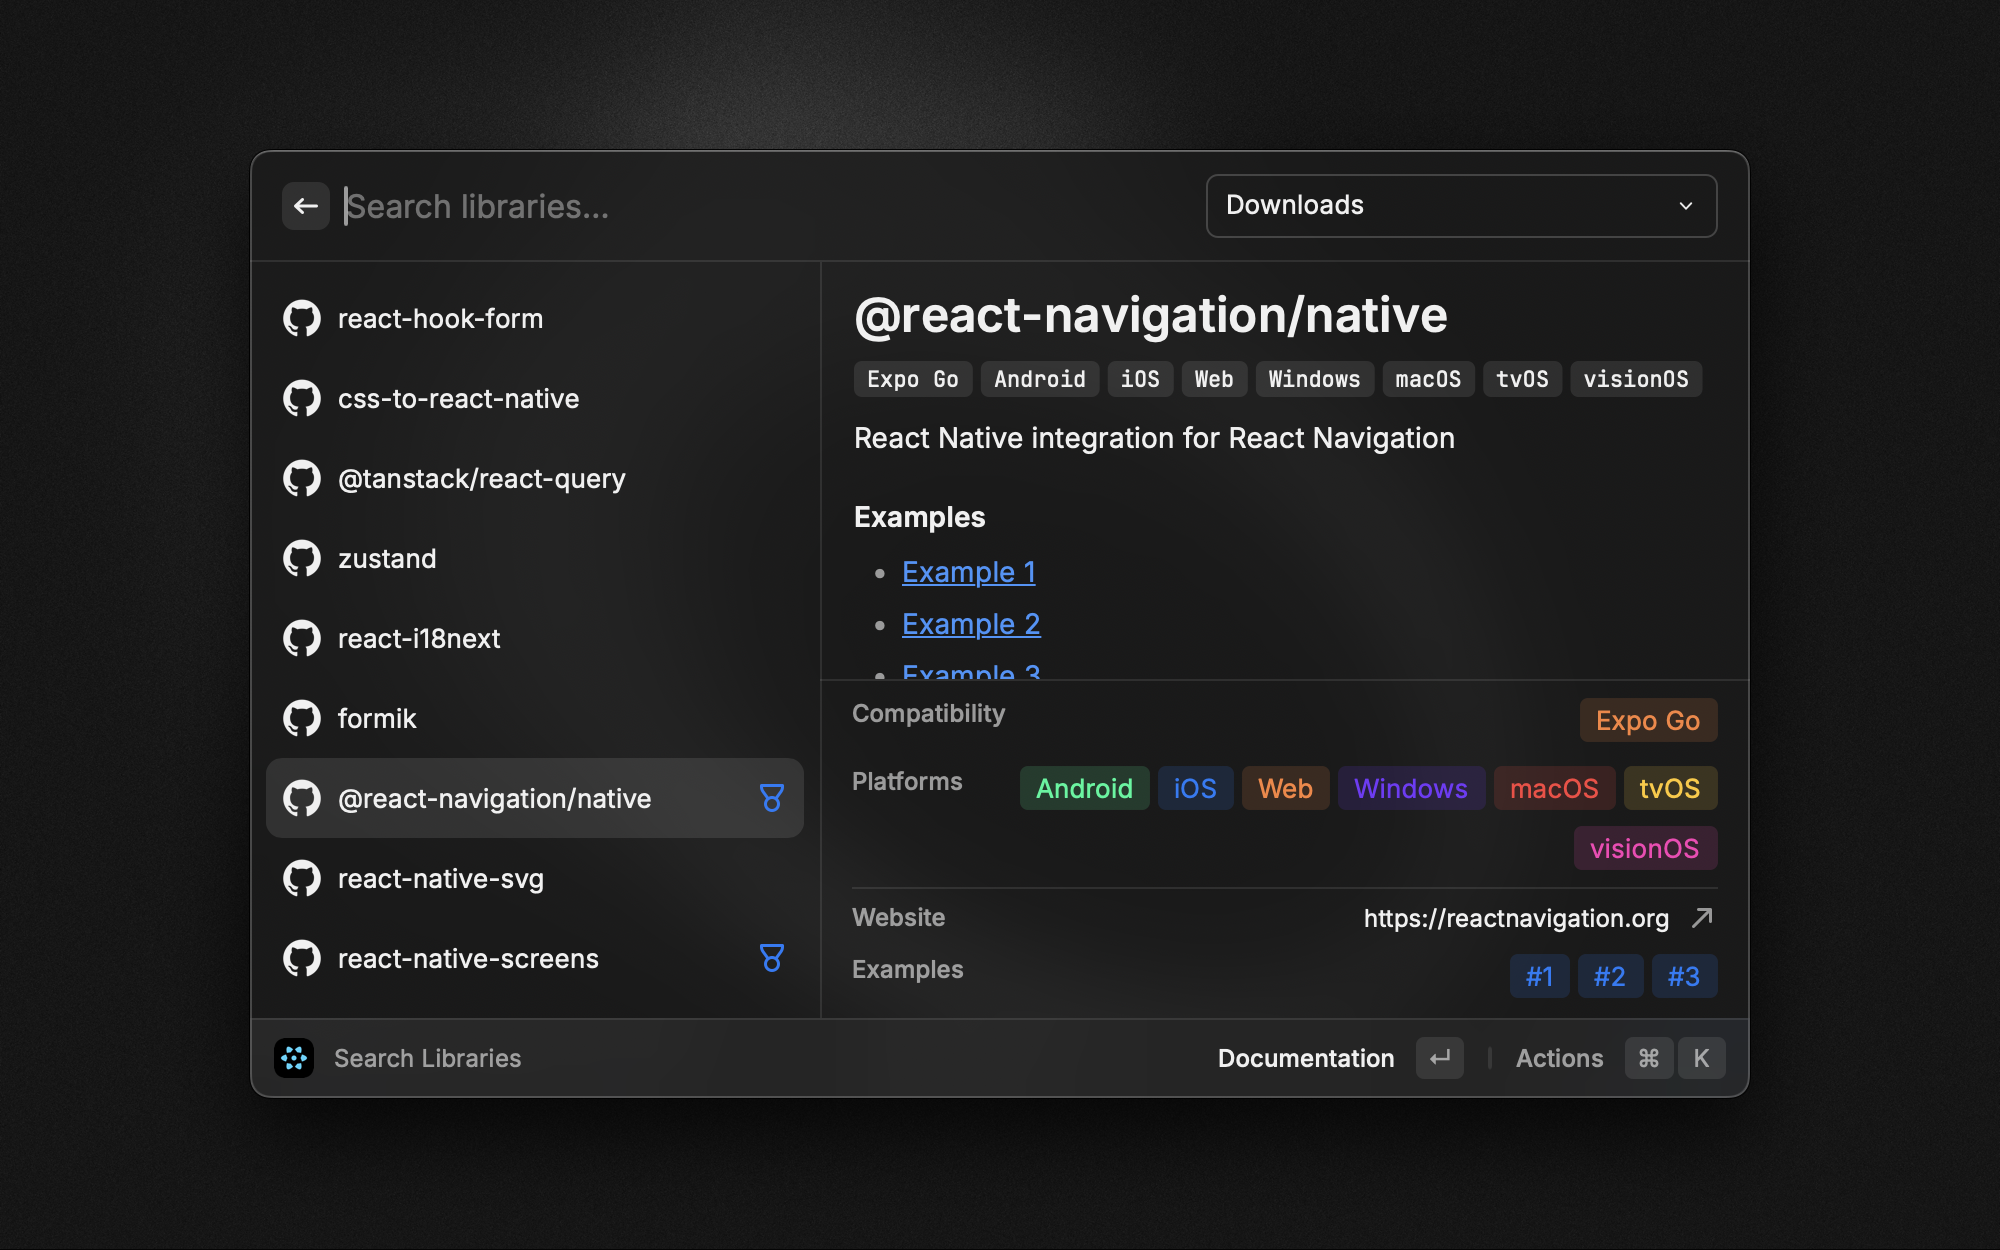 Search libraries...
Downloads
react-hook-form
css-to-react-native
@tanstack/react-query
zustand
react-i18next
formik
@react-navigation/native
react-native-svg
react-native-screens
@react-navigation/native
Expo Go Android iOS Web Windows macOS tvOS visionOS
React Native integration for React Navigation
Examples
• Example 1
• Example 2
• Example 3
Compatibility Expo Go
Platforms Android iOS Web Windows macOS tvOS
visionOS
Website https://reactnavigation.org
Examples #1 #2 #3
Search Libraries
Documentation ↵ | Actions ⌘ K